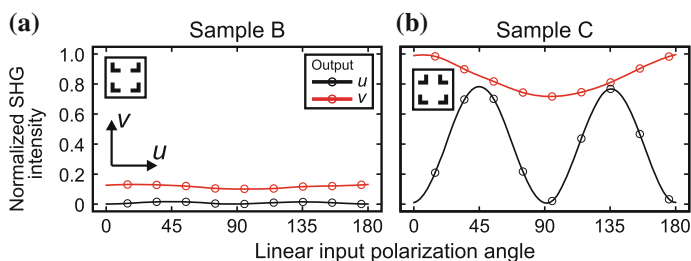 (a) Sample B
(b) Sample C
Normalized SHG
intensity
1.0
0.8
0.6
0.4
0.2
0
Output
u
v
v
u
0 45 90 135 180
0 45 90 135 180
Linear input polarization angle